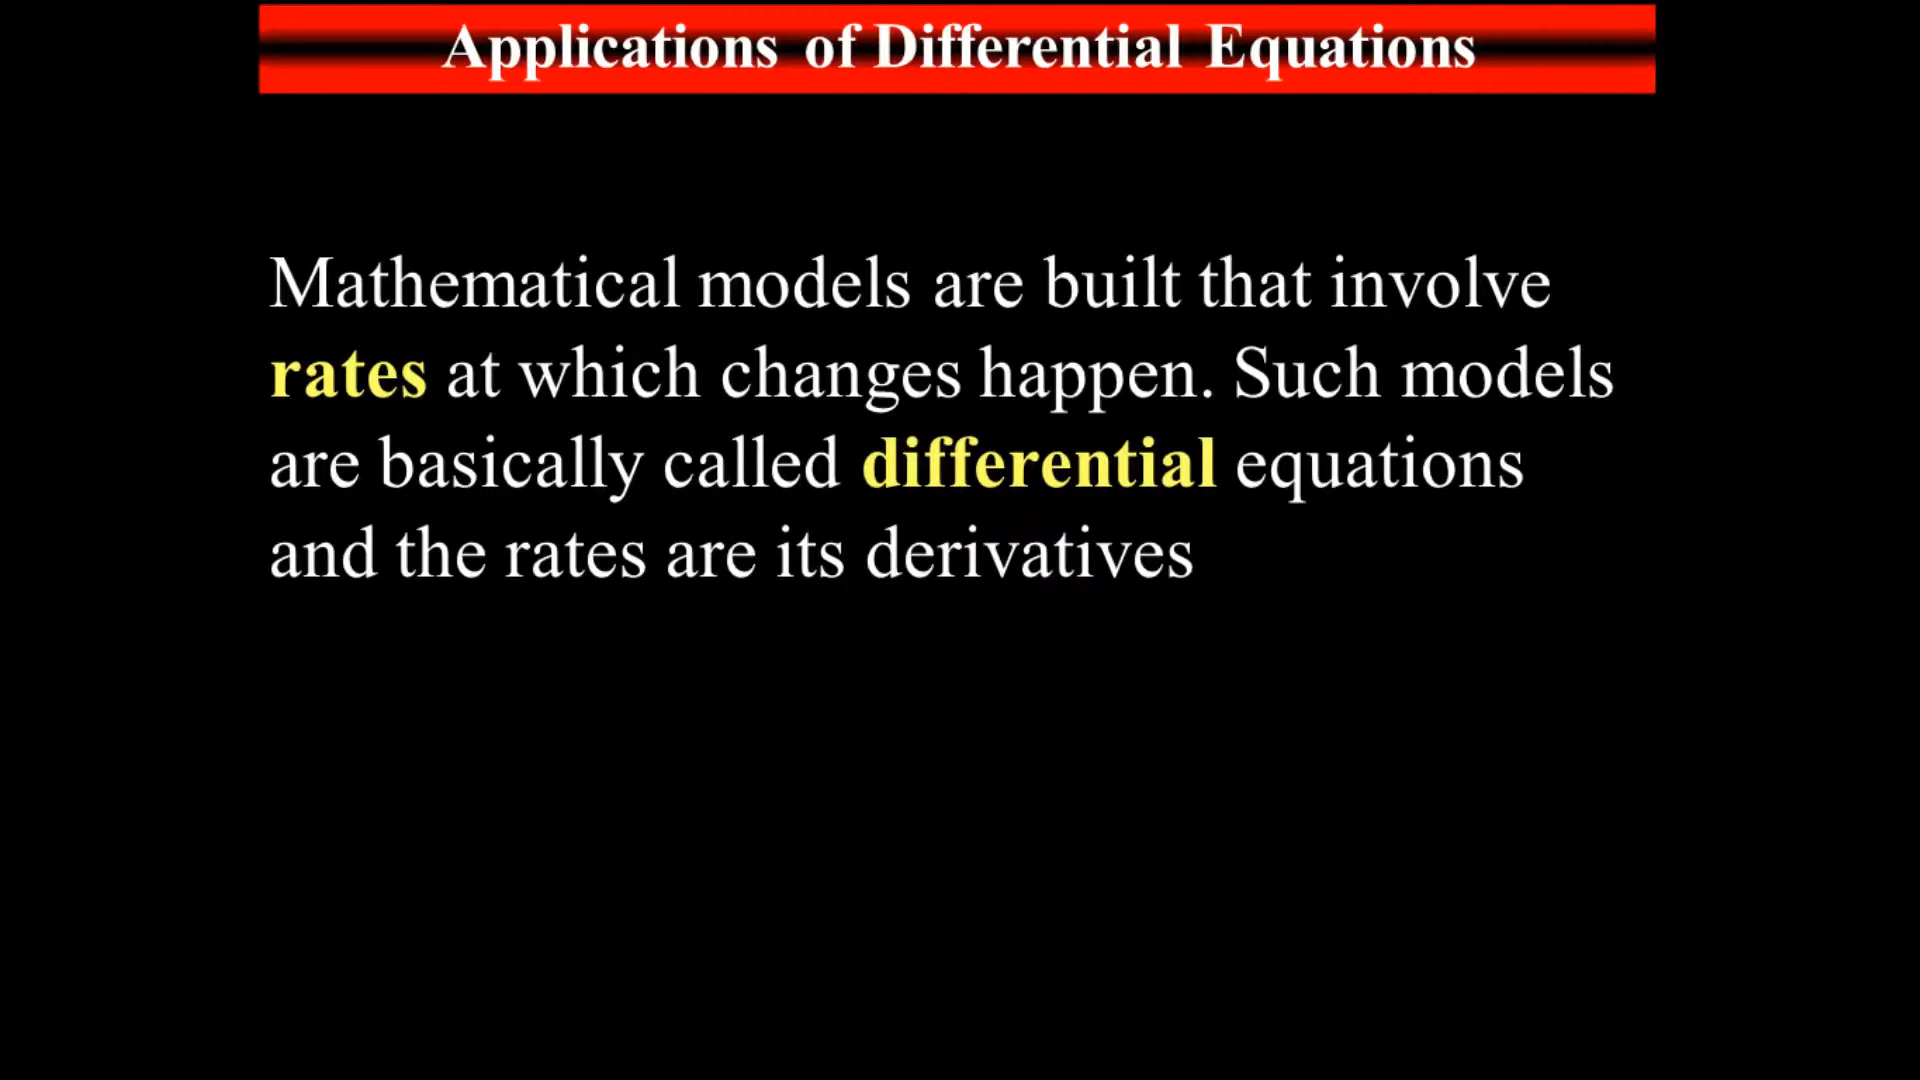 Applications of Differential Equations
Mathematical models are built that involve
rates at which changes happen. Such models
are basically called differential equations
and the rates are its derivatives